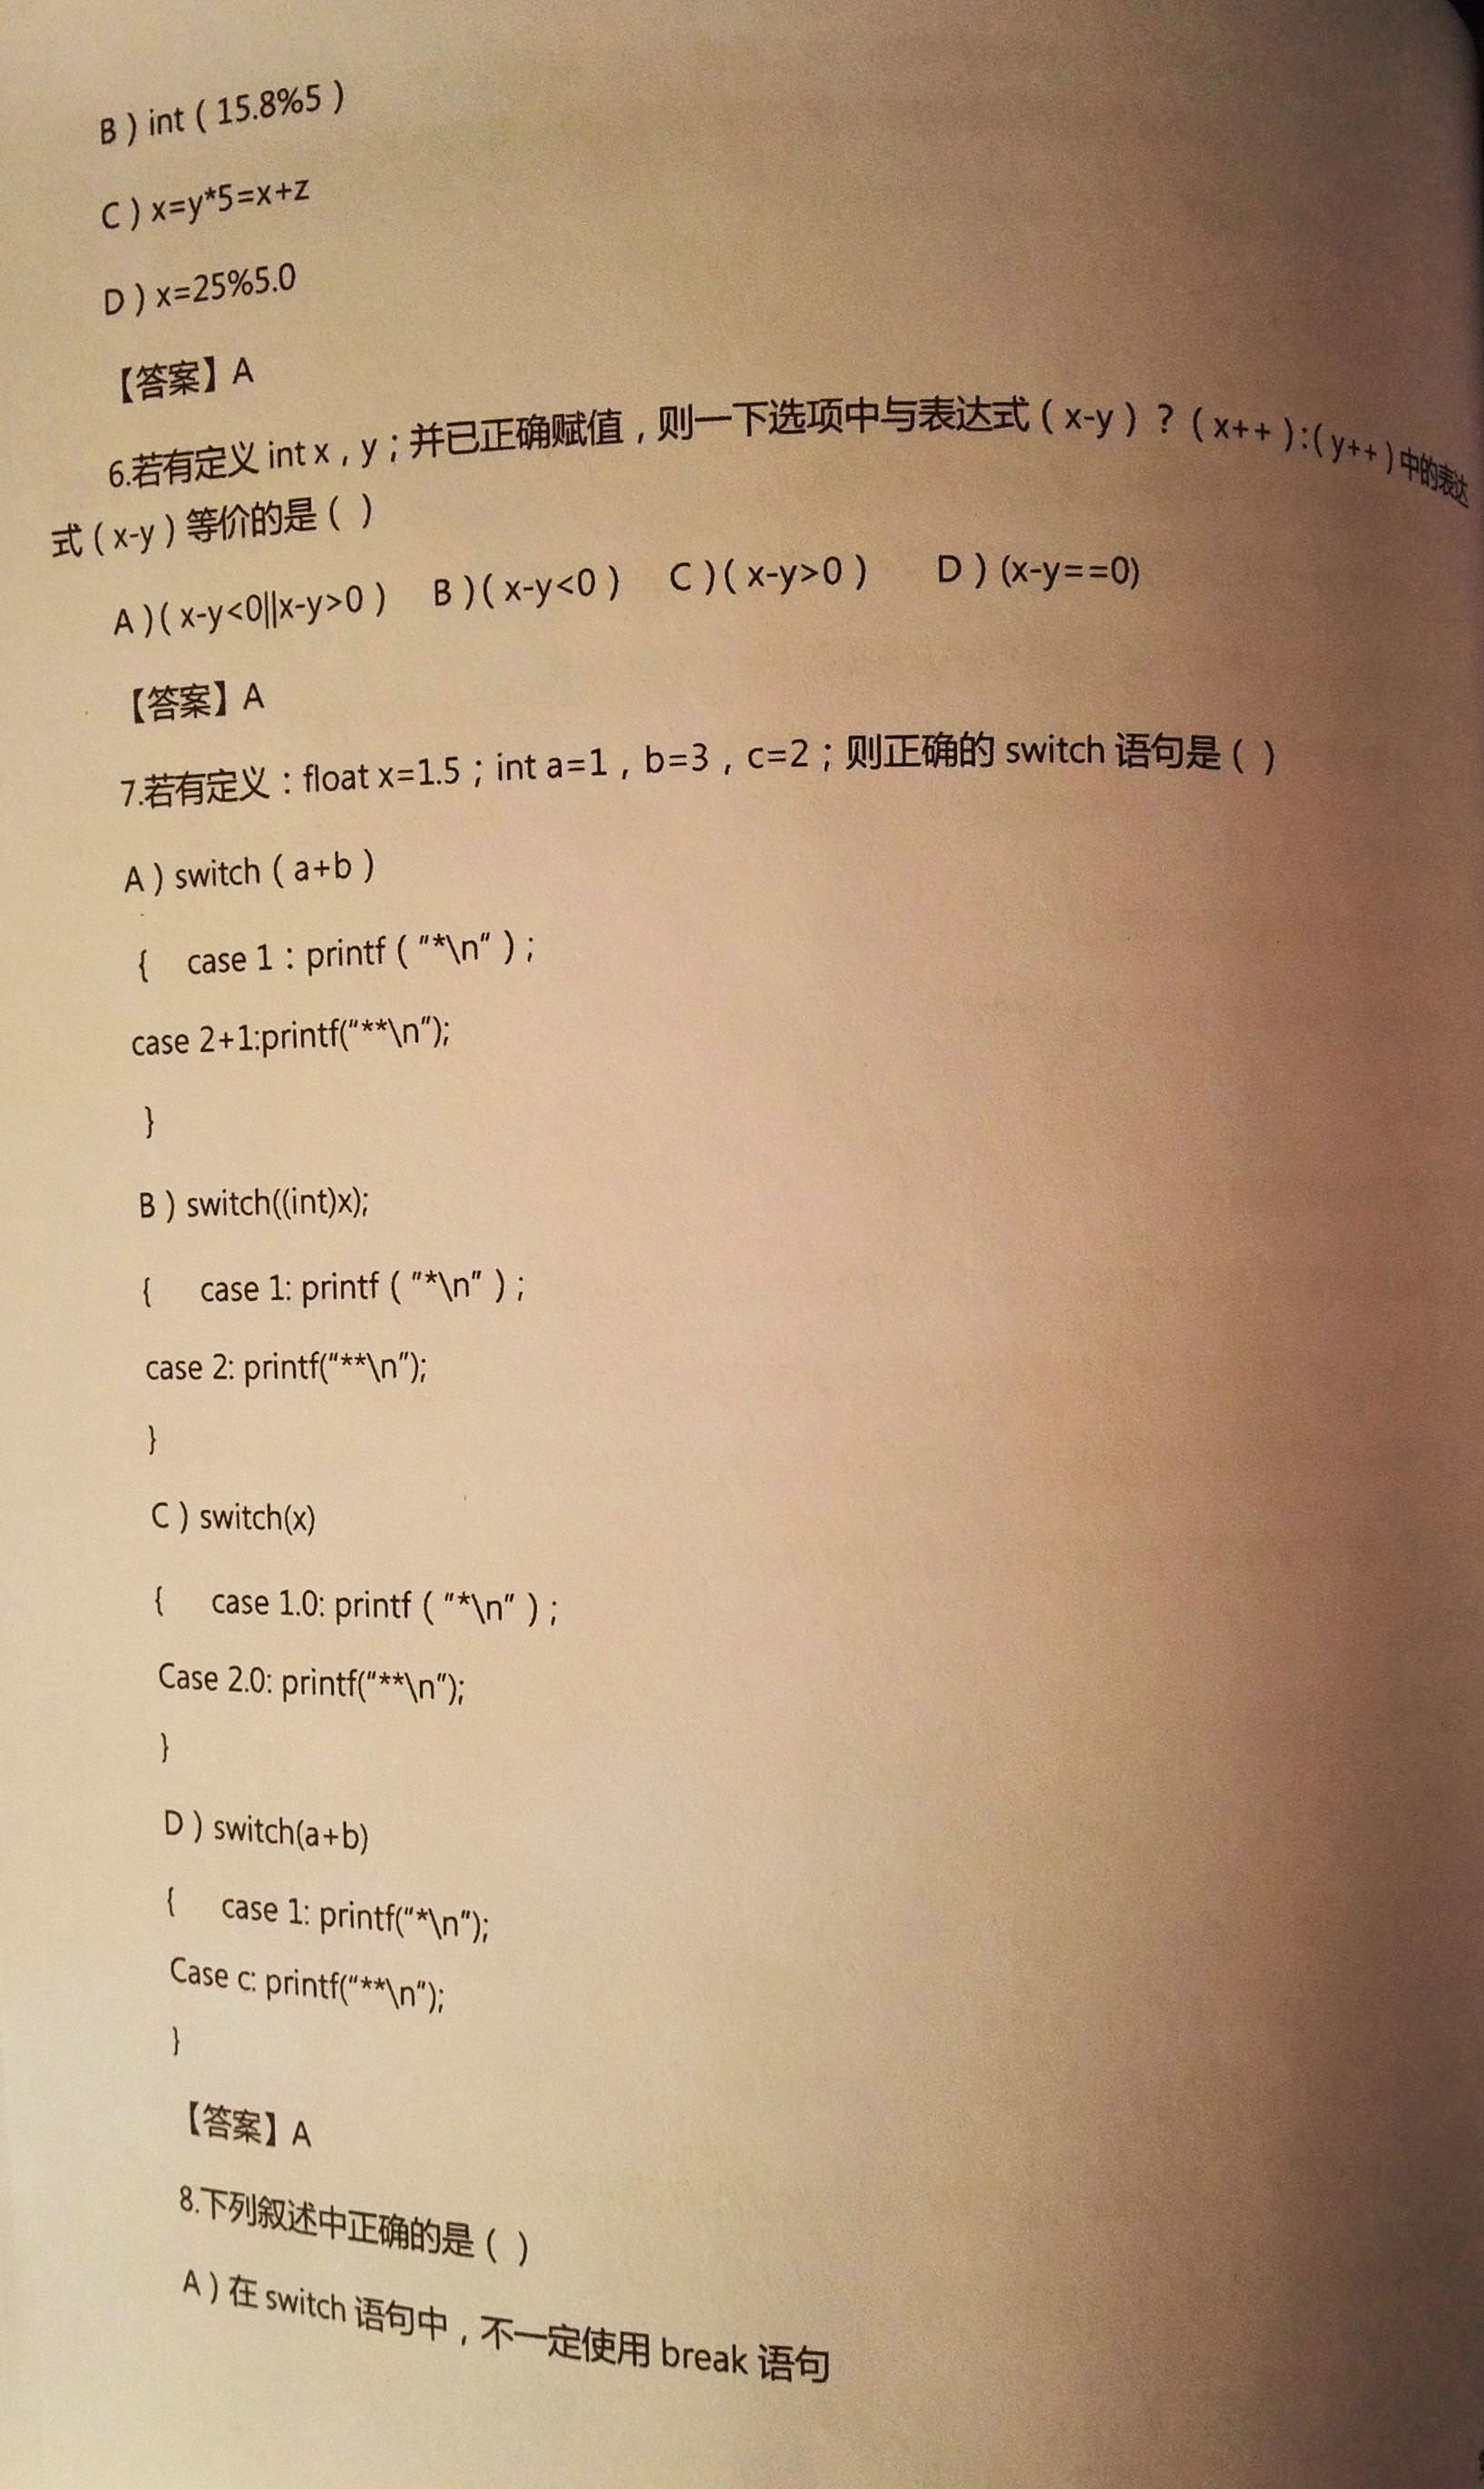 B）int（15.8%5）
C）x=y*5=x+z
D）x=25%5.0
【答案】A
6.若有定义 int x，y；并已正确赋值，则一下选项中与表达式（x-y）？（x++）:（y++）中的表达
式（x-y）等价的是（ ）
A）（x-y<0||x-y>0） B）（x-y<0） C）（x-y>0） D）(x-y==0)
【答案】A
7.若有定义：float x=1.5；int a=1，b=3，c=2；则正确的 switch 语句是（ ）
A）switch（a+b）
{ case 1：printf（“*\n”）；
case 2+1:printf(“**\n”);
}
B）switch((int)x);
{ case 1: printf（“*\n”）；
case 2: printf(“**\n”);
}
C）switch(x)
{ case 1.0: printf（“*\n”）；
Case 2.0: printf(“**\n”);
}
D）switch(a+b)
{ case 1: printf(“*\n”);
Case c: printf(“**\n”);
}
【答案】A
8.下列叙述中正确的是（ ）
A）在 switch 语句中，不一定使用 break 语句